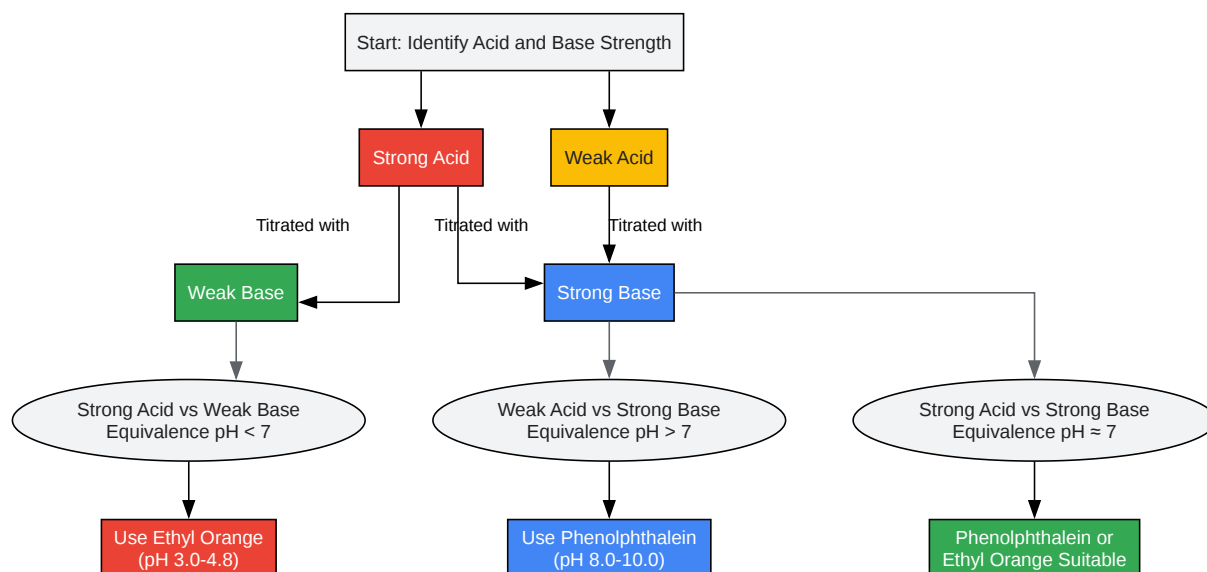 Start: Identify Acid and Base Strength
Strong Acid
Weak Acid
Titrated with
Titrated with
Titrated with
Weak Base
Strong Base
Strong Acid vs Weak Base
Equivalence pH < 7
Weak Acid vs Strong Base
Equivalence pH > 7
Strong Acid vs Strong Base
Equivalence pH ≈ 7
Use Ethyl Orange
(pH 3.0-4.8)
Use Phenolphthalein
(pH 8.0-10.0)
Phenolphthalein or
Ethyl Orange Suitable